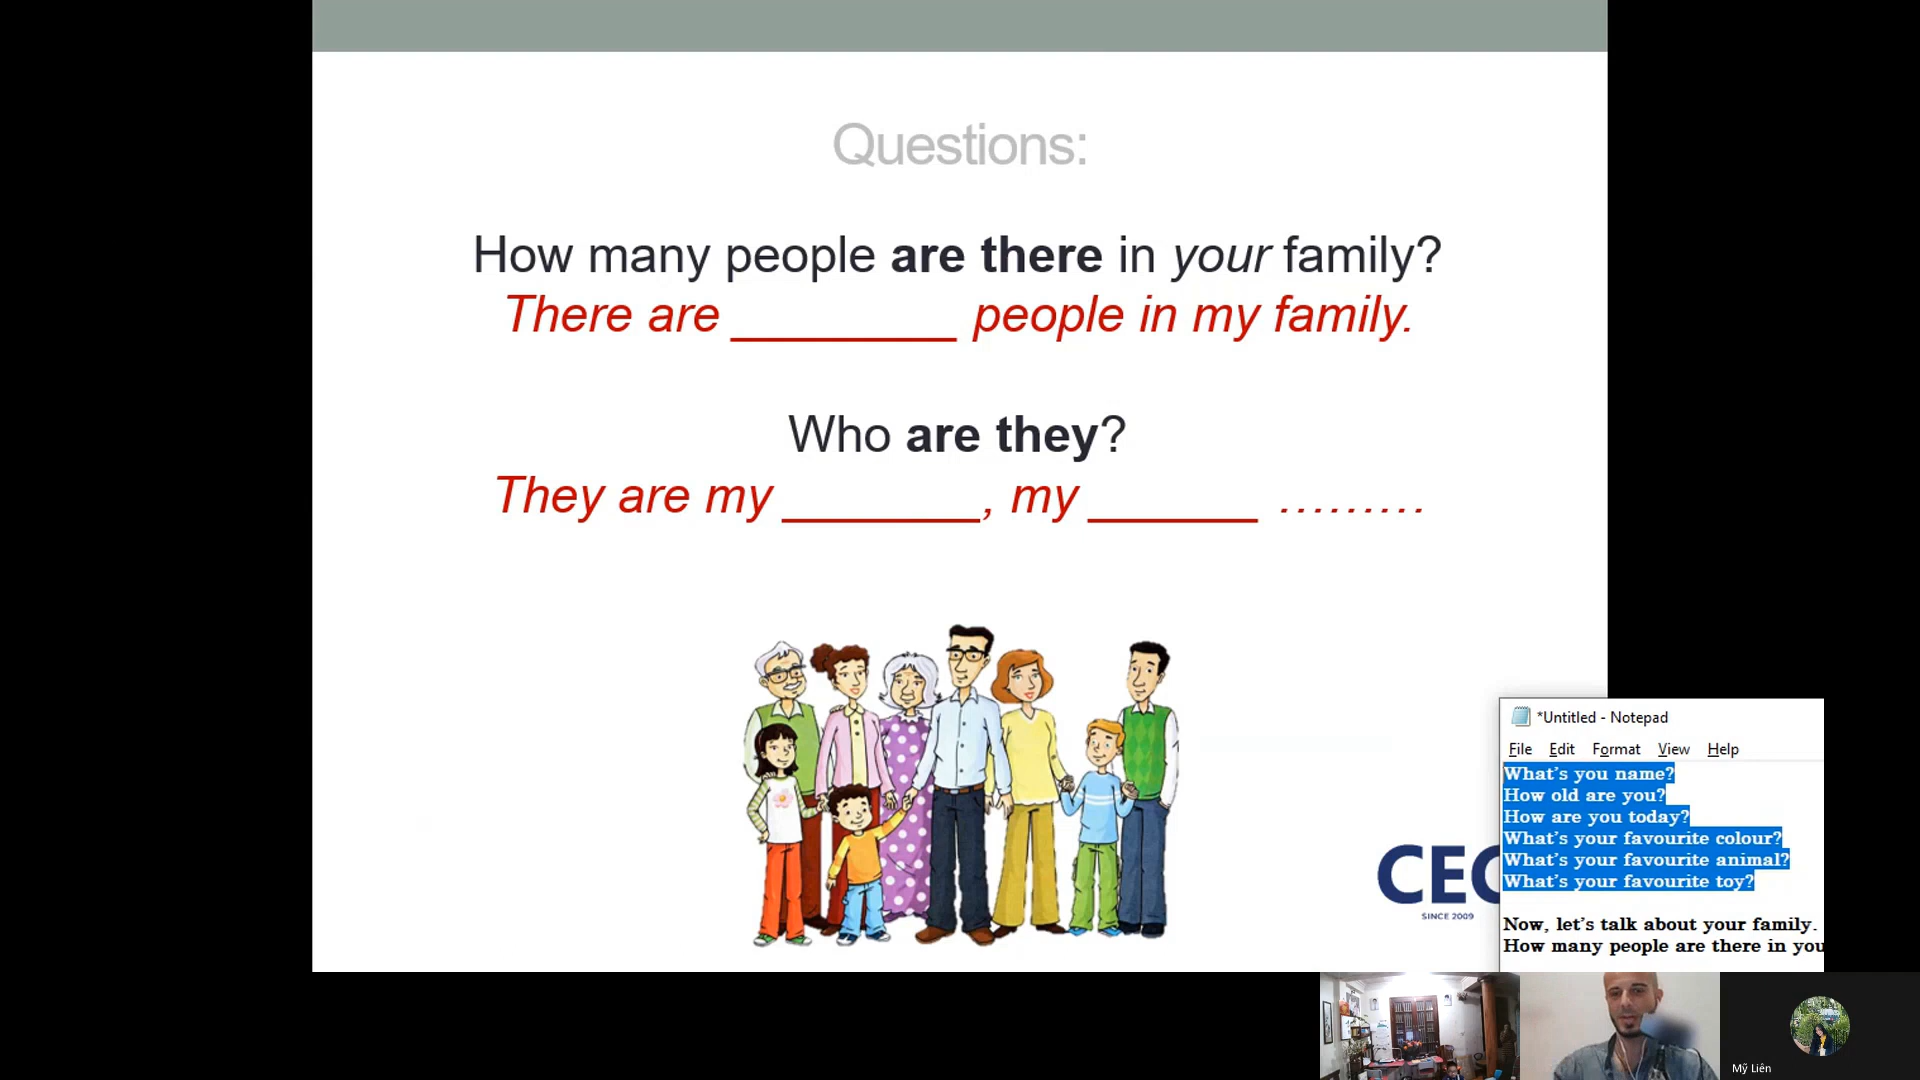 Questions:
How many people are there in your family?
There are ________ people in my family.
Who are they?
They are my _______, my ______ .........
CEC
SINCE 2009
*Untitled - Notepad
File Edit Format View Help
What's you name?
How old are you?
How are you today?
What's your favourite colour?
What's your favourite animal?
What's your favourite toy?
Now, let's talk about your family.
How many people are there in you
Mỹ Liên